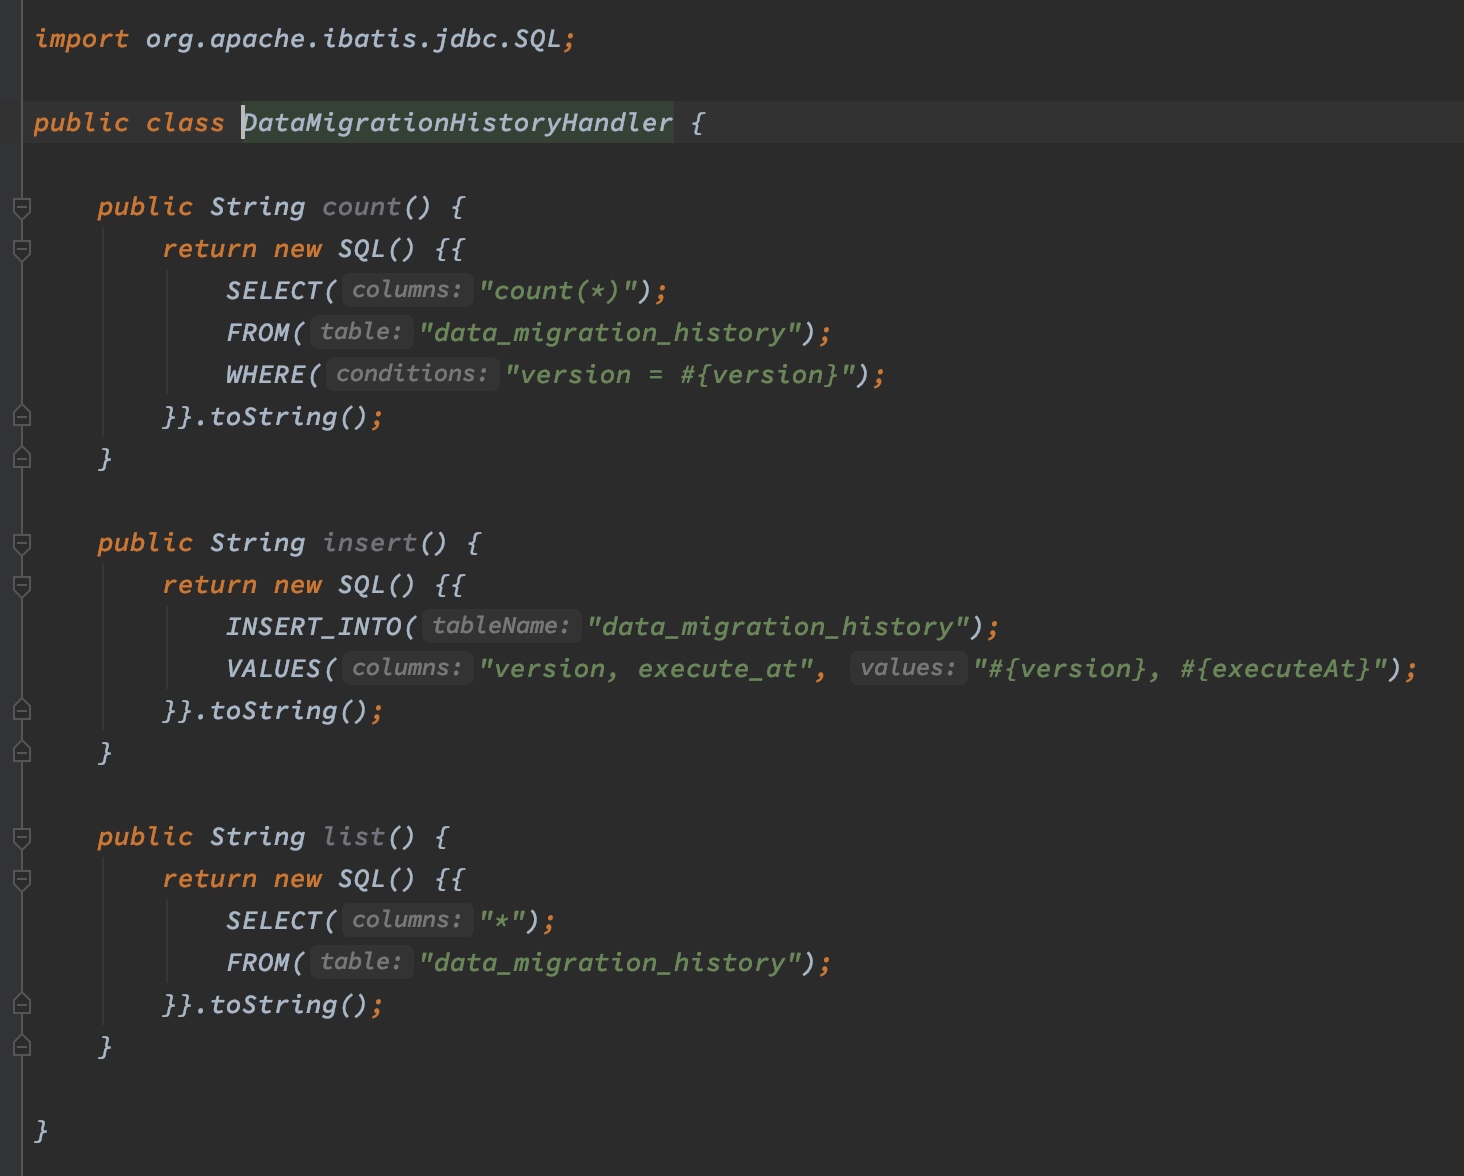 import org.apache.ibatis.jdbc.SQL;
public class DataMigrationHistoryHandler {
public String count() {
return new SQL() {{
SELECT( columns: "count(*)");
FROM( table: "data_migration_history");
WHERE( conditions: "version = #{version}");
}}.toString();
}
public String insert() {
return new SQL() {{
INSERT_INTO( tableName: "data_migration_history");
VALUES( columns: "version, execute_at", values: "#{version}, #{executeAt}");
}}.toString();
}
public String list() {
return new SQL() {{
SELECT( columns: "*");
FROM( table: "data_migration_history");
}}.toString();
}
}